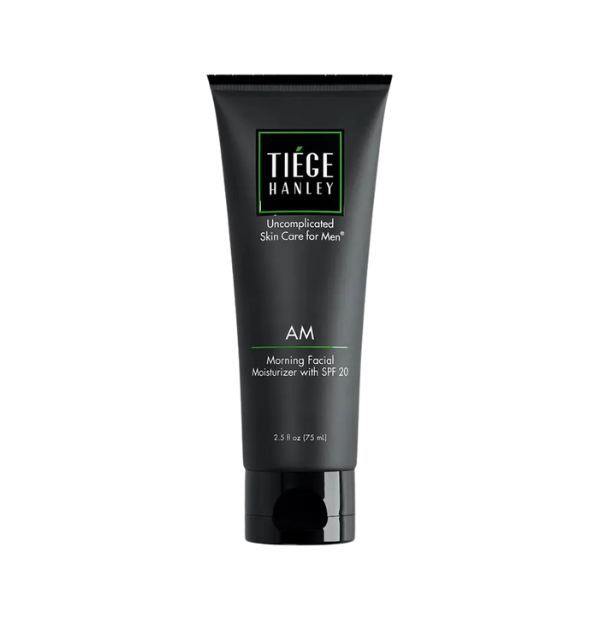 TIÉGE
HANLEY
Uncomplicated
Skin Care for Men®
AM
Morning Facial
Moisturizer with SPF 20
2.5 fl oz (75 mL)